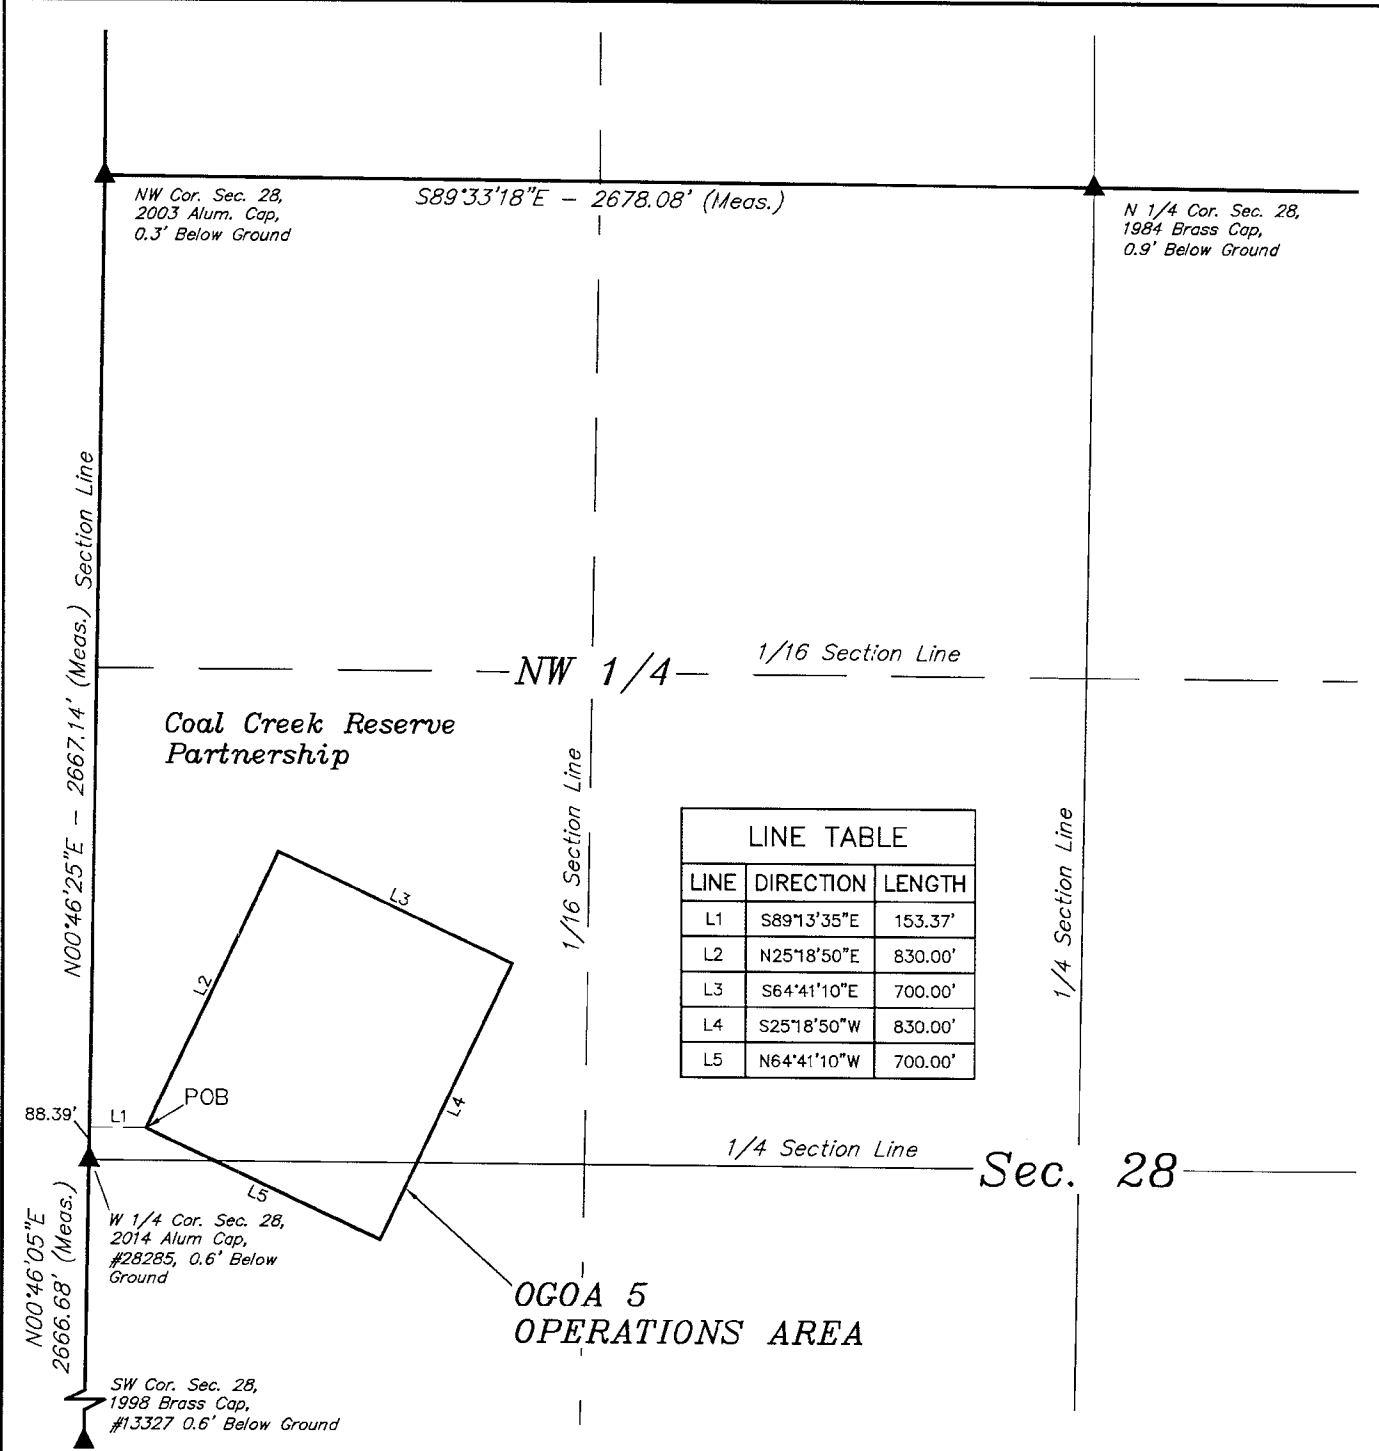 NW Cor. Sec. 28,
2003 Alum. Cap,
0.3' Below Ground
S89°33'18"E - 2678.08' (Meas.)
N 1/4 Cor. Sec. 28,
1984 Brass Cap,
0.9' Below Ground
N00°46'25"E - 2667.14' (Meas.) Section Line
NW 1/4
1/16 Section Line
Coal Creek Reserve
Partnership
1/16 Section Line
1/4 Section Line
LINE TABLE
LINE DIRECTION LENGTH
L1 S89°13'35"E 153.37'
L2 N25°18'50"E 830.00'
L3 S64°41'10"E 700.00'
L4 S25°18'50"W 830.00'
L5 N64°41'10"W 700.00'
L3
L2
L4
L5
88.39'
L1
POB
1/4 Section Line
Sec. 28
W 1/4 Cor. Sec. 28,
2014 Alum Cap,
#28285, 0.6' Below
Ground
N00°46'05"E
2666.68' (Meas.)
OGOA 5
OPERATIONS AREA
SW Cor. Sec. 28,
1998 Brass Cap,
#13327 0.6' Below Ground